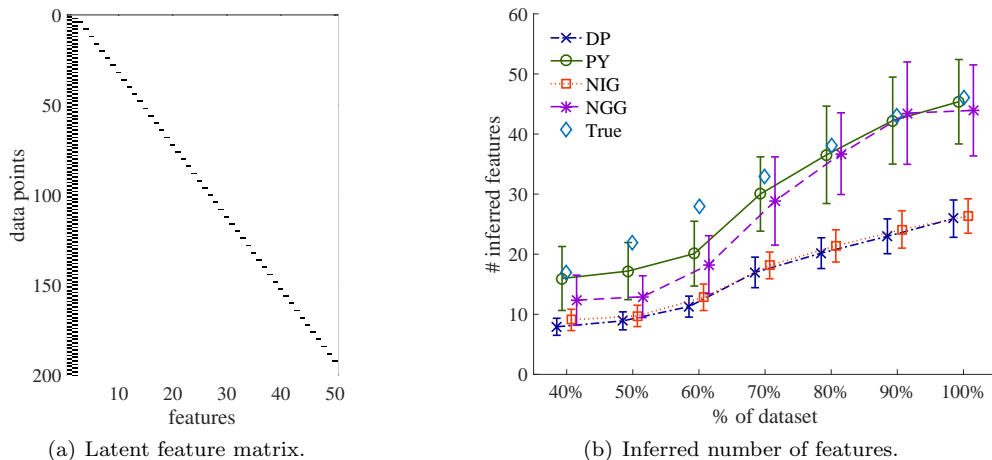 0
50
100
150
200
data points
10
20
30
40
50
features
(a) Latent feature matrix.
60
50
40
30
20
10
0
# inferred features
DP
PY
NIG
NGG
True
40%
50%
60%
70%
80%
90%
100%
% of dataset
(b) Inferred number of features.